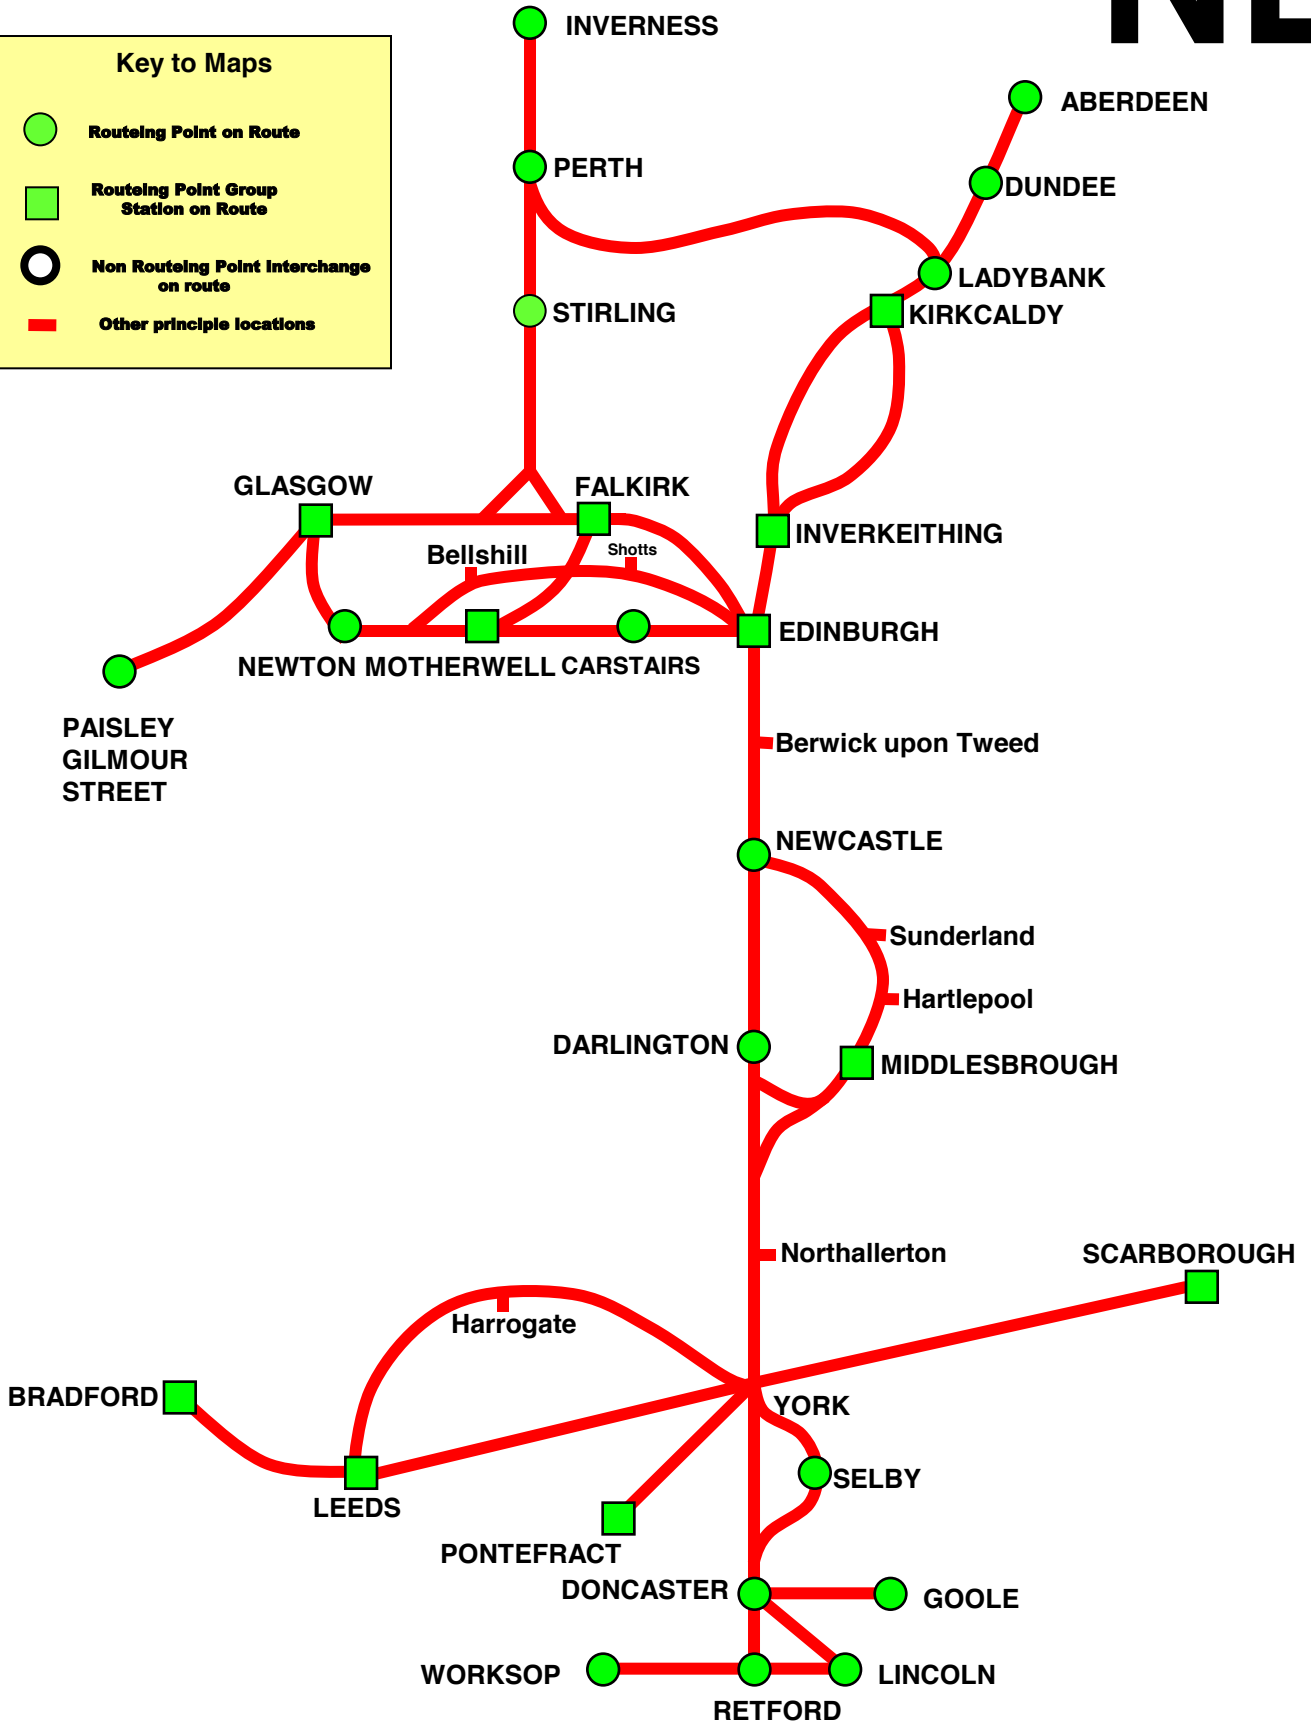 NE
INVERNESS
Key to Maps
ABERDEEN
Routeing Point on Route
PERTH
DUNDEE
Routeing Point Group
Station on Route
Non Routeing Point Interchange
on route
LADYBANK
STIRLING
KIRKCALDY
Other principle locations
GLASGOW
FALKIRK
INVERKEITHING
Bellshill
Shotts
EDINBURGH
NEWTON
MOTHERWELL
CARSTAIRS
PAISLEY
GILMOUR
STREET
Berwick upon Tweed
NEWCASTLE
Sunderland
Hartlepool
DARLINGTON
MIDDLESBROUGH
Northallerton
SCARBOROUGH
Harrogate
BRADFORD
YORK
SELBY
LEEDS
PONTEFRACT
DONCASTER
GOOLE
WORKSOP
LINCOLN
RETFORD